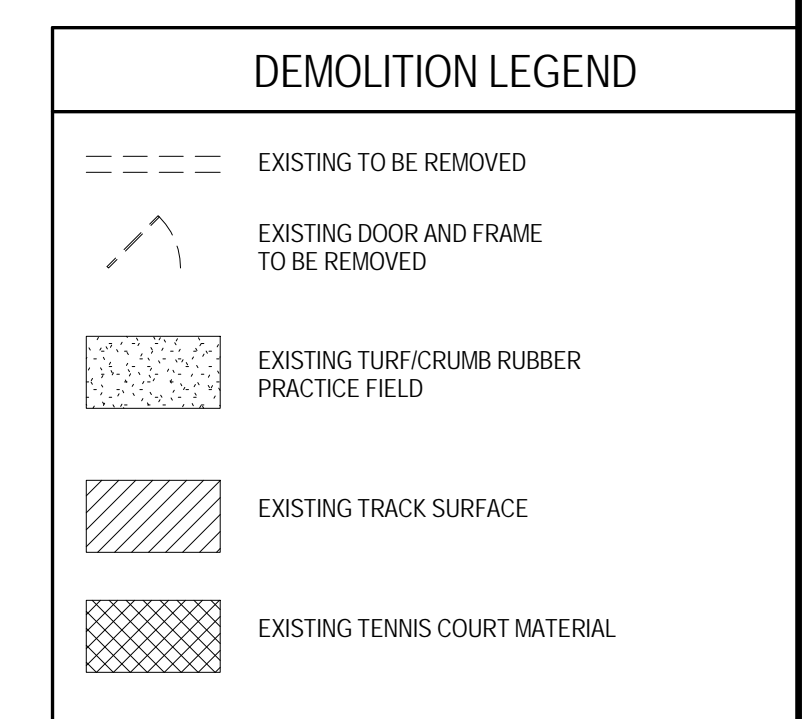 DEMOLITION LEGEND
EXISTING TO BE REMOVED
EXISTING DOOR AND FRAME
TO BE REMOVED
EXISTING TURF/CRUMB RUBBER
PRACTICE FIELD
EXISTING TRACK SURFACE
EXISTING TENNIS COURT MATERIAL